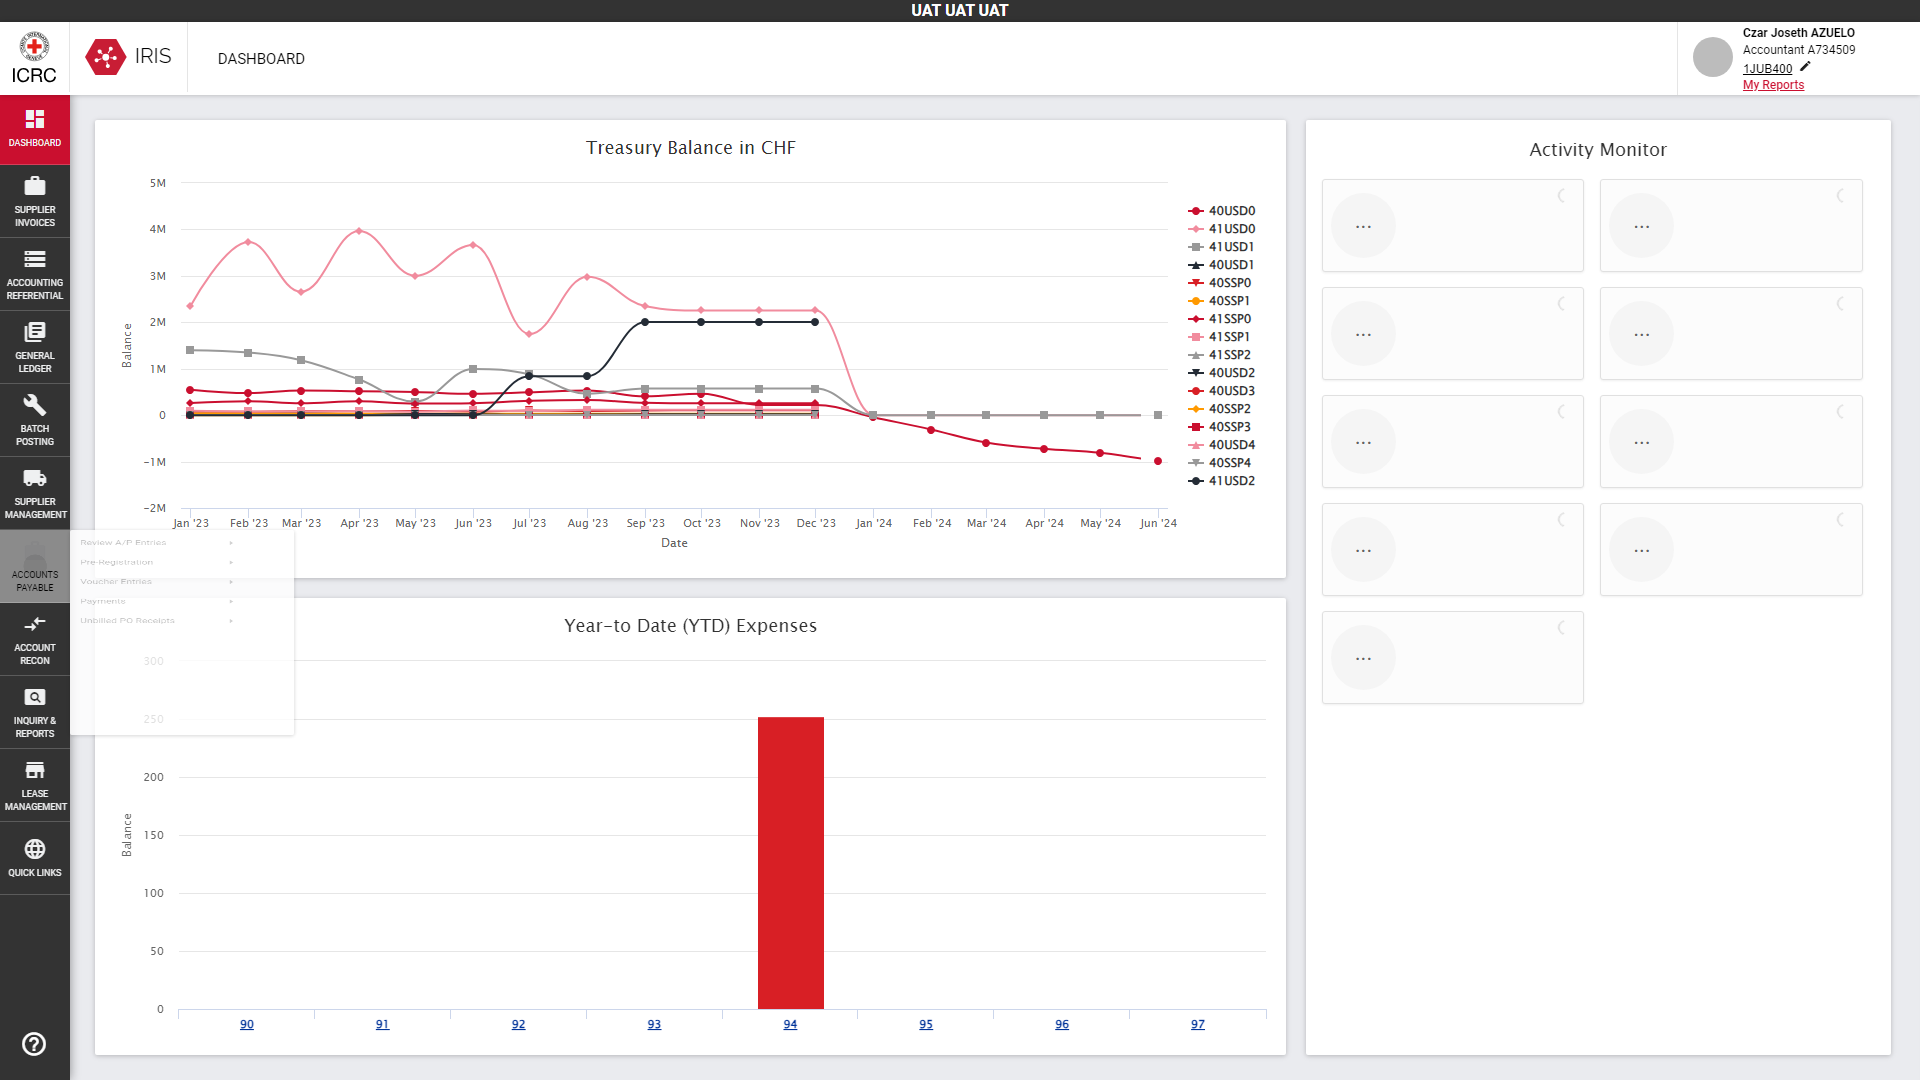 UAT UAT UAT
ICRC
IRIS
DASHBOARD
Czar Joseth AZUELO
Accountant A734509
1JUB400
My Reports
DASHBOARD
SUPPLIER
INVOICES
ACCOUNTING
REFERENTIAL
GENERAL
LEDGER
BATCH
POSTING
SUPPLIER
MANAGEMENT
ACCOUNTS
PAYABLE
ACCOUNT
RECON
INQUIRY &
REPORTS
LEASE
MANAGEMENT
QUICK LINKS
Review A/P Entries
Pre-Registration
Voucher Entries
Payments
Unbilled PO Receipts
Treasury Balance in CHF
5M
4M
3M
2M
1M
0
-1M
-2M
Balance
Jan '23 Feb '23 Mar '23 Apr '23 May '23 Jun '23 Jul '23 Aug '23 Sep '23 Oct '23 Nov '23 Dec '23 Jan '24 Feb '24 Mar '24 Apr '24 May '24 Jun '24
Date
40USD0
41USD0
41USD1
40USD1
40SSP0
40SSP1
41SSP0
41SSP1
41SSP2
40USD2
40USD3
40SSP2
40SSP3
40USD4
40SSP4
41USD2
Year-to Date (YTD) Expenses
300
250
200
150
100
50
0
Balance
90 91 92 93 94 95 96 97
Activity Monitor
... ...
... ...
... ...
... ...
...